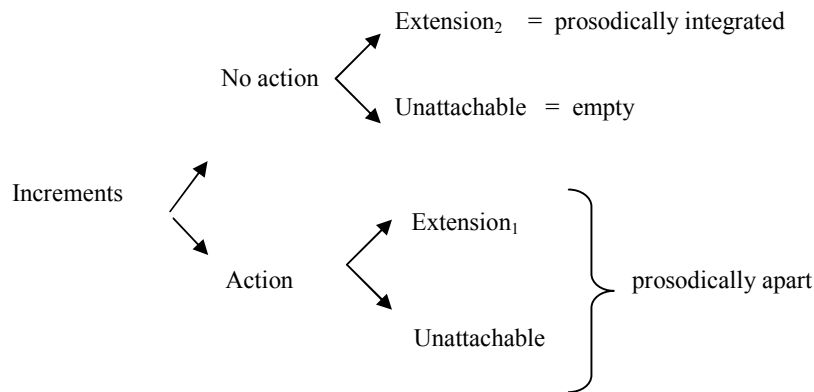 Extension₂ = prosodically integrated
No action
Unattachable = empty
Increments
Extension₁
Action
prosodically apart
Unattachable